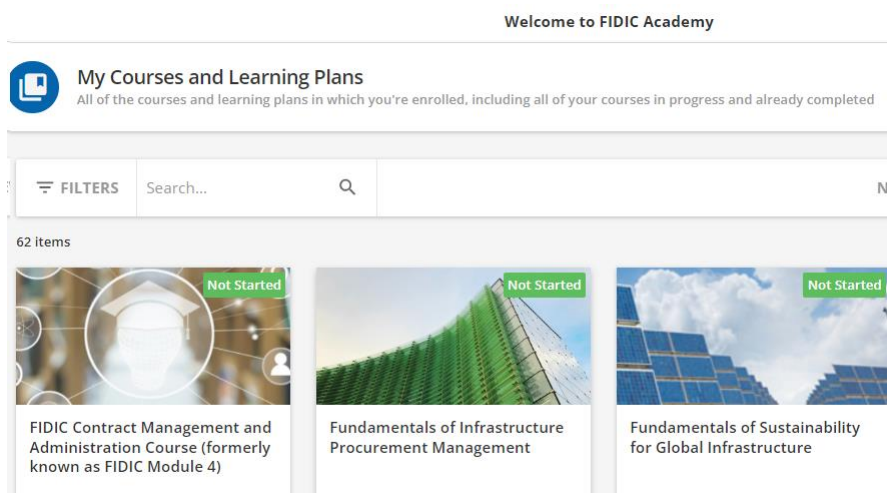 Welcome to FIDIC Academy
My Courses and Learning Plans
All of the courses and learning plans in which you're enrolled, including all of your courses in progress and already completed
FILTERS
Search...
N
62 items
Not Started
Not Started
Not Started
FIDIC Contract Management and
Administration Course (formerly
known as FIDIC Module 4)
Fundamentals of Infrastructure
Procurement Management
Fundamentals of Sustainability
for Global Infrastructure